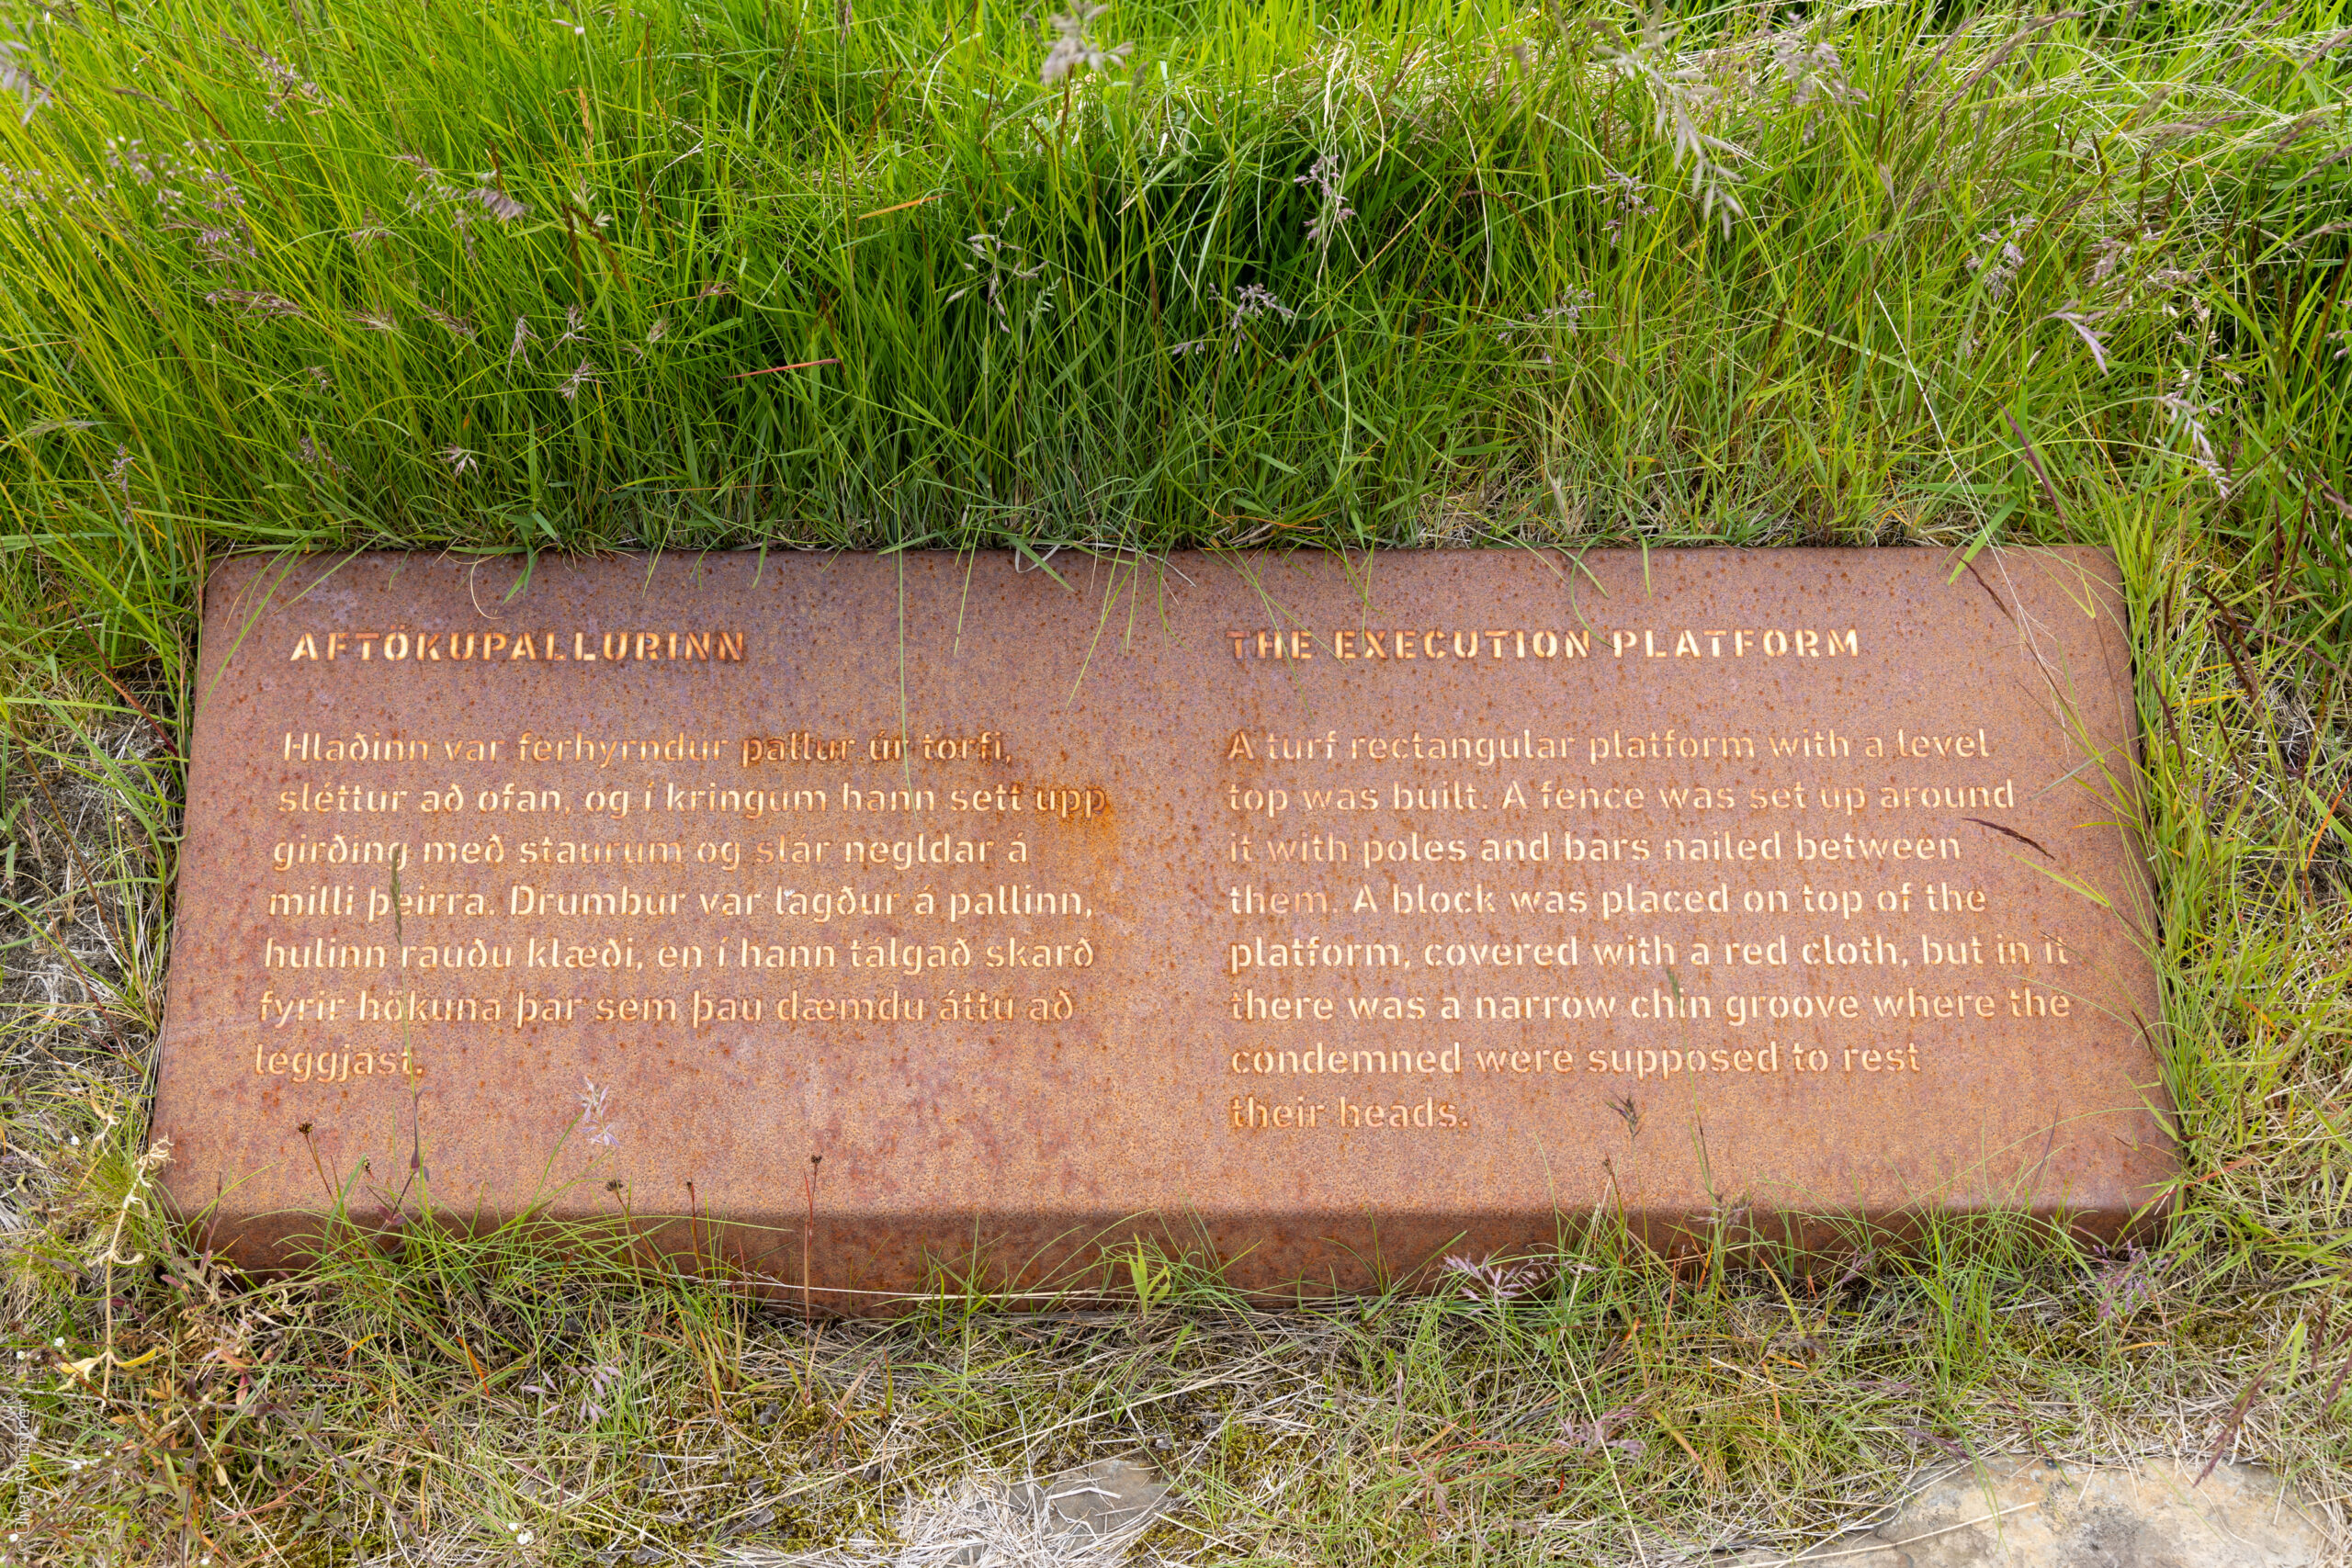 AFTÖKUPALLURINN
Hlaðinn var ferhyrndur pallur úr torfi,
sléttur að ofan, og í kringum hann sett upp
girðing með staurum og slár negldar á
milli þeirra. Drumbur var lagður á pallinn,
hulinn rauðu klæði, en í hann tálgað skarð
fyrir hökuna þar sem þau dæmdu áttu að
leggjast.
THE EXECUTION PLATFORM
A turf rectangular platform with a level
top was built. A fence was set up around
it with poles and bars nailed between
them. A block was placed on top of the
platform, covered with a red cloth, but in it
there was a narrow chin groove where the
condemned were supposed to rest
their heads.